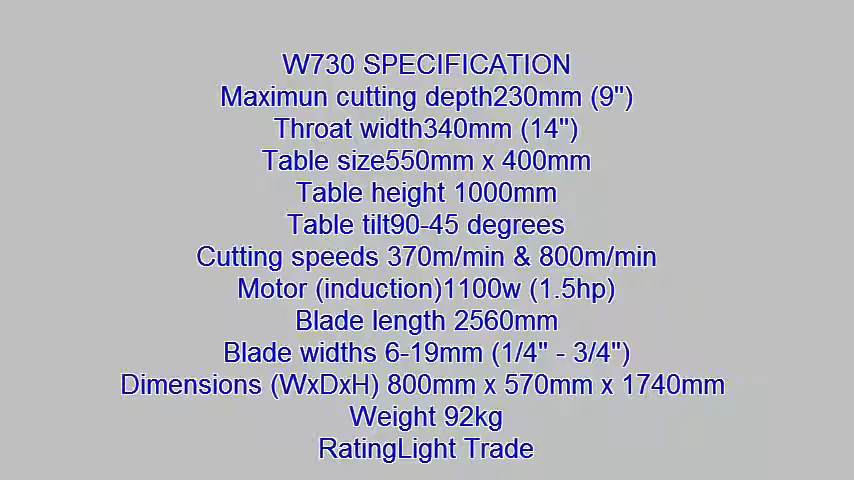 W730 SPECIFICATION
Maximun cutting depth230mm (9")
Throat width340mm (14")
Table size550mm x 400mm
Table height 1000mm
Table tilt90-45 degrees
Cutting speeds 370m/min & 800m/min
Motor (induction)1100w (1.5hp)
Blade length 2560mm
Blade widths 6-19mm (1/4" - 3/4")
Dimensions (WxDxH) 800mm x 570mm x 1740mm
Weight 92kg
RatingLight Trade